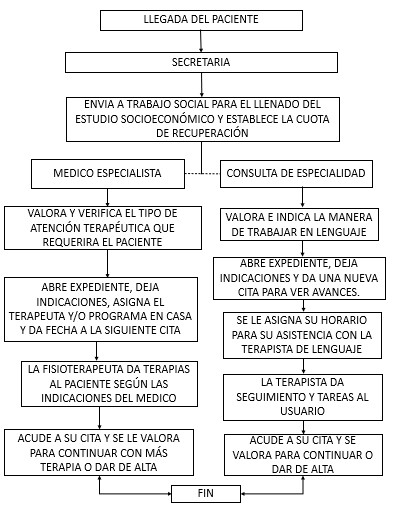 LLEGADA DEL PACIENTE
SECRETARIA
ENVIA A TRABAJO SOCIAL PARA EL LLENADO DEL
ESTUDIO SOCIOECONÓMICO Y ESTABLECE LA CUOTA
DE RECUPERACIÓN
MEDICO ESPECIALISTA
VALORA Y VERIFICA EL TIPO DE
ATENCIÓN TERAPÉUTICA QUE
REQUERIRA EL PACIENTE
ABRE EXPEDIENTE, DEJA
INDICACIONES, ASIGNA EL
TERAPEUTA Y/O PROGRAMA EN CASA
Y DA FECHA A LA SIGUIENTE CITA
LA FISIOTERAPEUTA DA TERAPIAS
AL PACIENTE SEGÚN LAS
INDICACIONES DEL MEDICO
ACUDE A SU CITA Y SE LE VALORA
PARA CONTINUAR CON MÁS
TERAPIA O DAR DE ALTA
CONSULTA DE ESPECIALIDAD
VALORA E INDICA LA MANERA
DE TRABAJAR EN LENGUAJE
ABRE EXPEDIENTE, DEJA
INDICACIONES Y DA UNA NUEVA
CITA PARA VER AVANCES.
SE LE ASIGNA SU HORARIO
PARA SU ASISTENCIA CON LA
TERAPISTA DE LENGUAJE
LA TERAPISTA DA
SEGUIMIENTO Y TAREAS AL
USUARIO
ACUDE A SU CITA Y SE
VALORA PARA CONTINUAR O
DAR DE ALTA
FIN